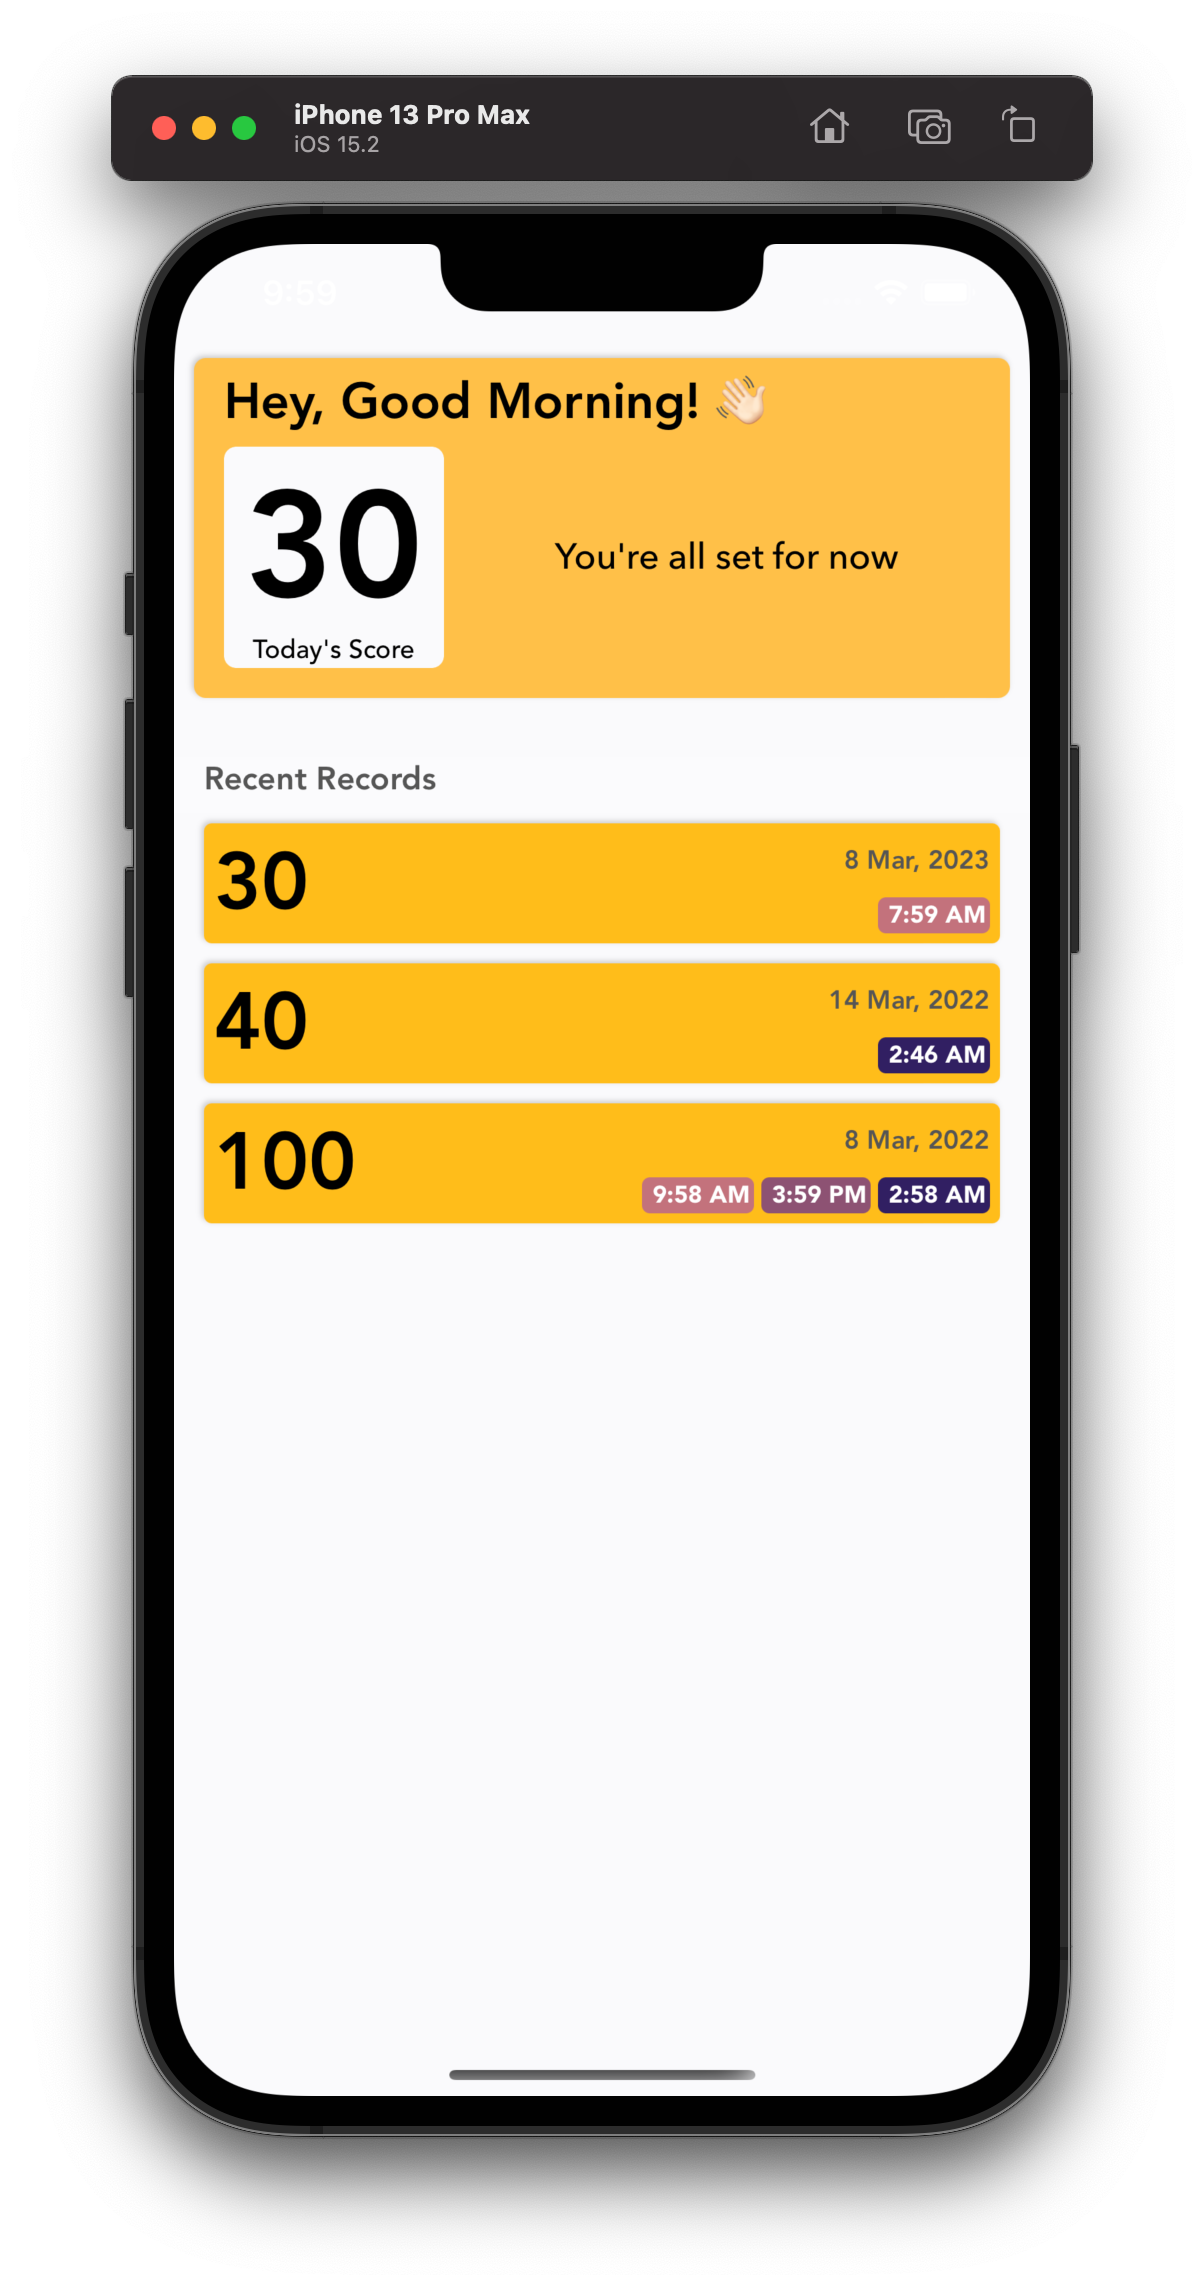 iPhone 13 Pro Max
iOS 15.2
9:59
Hey, Good Morning! 👋🏻
30
Today's Score
You're all set for now
Recent Records
30
8 Mar, 2023
7:59 AM
40
14 Mar, 2022
2:46 AM
100
8 Mar, 2022
9:58 AM 3:59 PM 2:58 AM